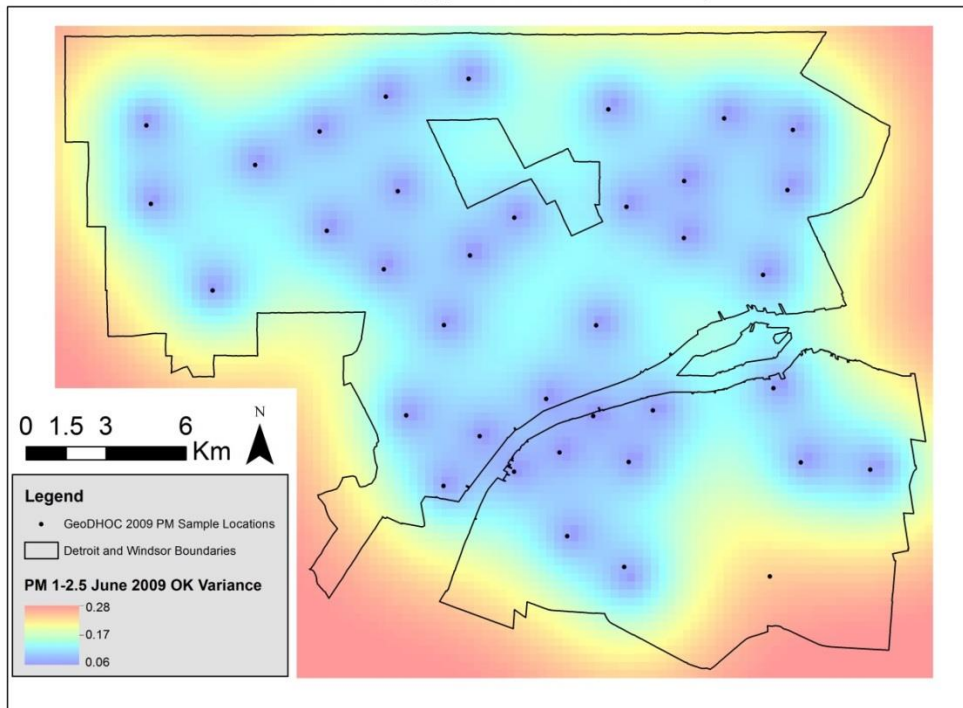 0 1.5 3 6
Km
N
Legend
GeoDHOC 2009 PM Sample Locations
Detroit and Windsor Boundaries
PM 1-2.5 June 2009 OK Variance
0.28
0.17
0.06